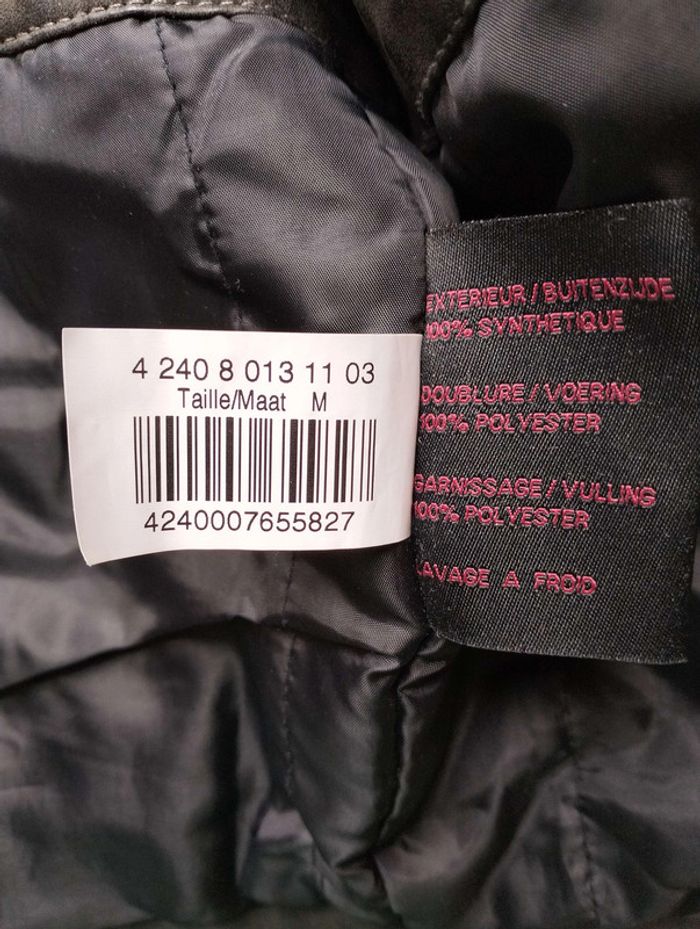 4 240 8 013 11 03
Taille/Maat M
4240007655827
EXTERIEUR / BUITENZIJDE
100% SYNTHETIQUE
DOUBLURE / VOERING
100% POLYESTER
GARNISSAGE / VULLING
100% POLYESTER
LAVAGE A FROID